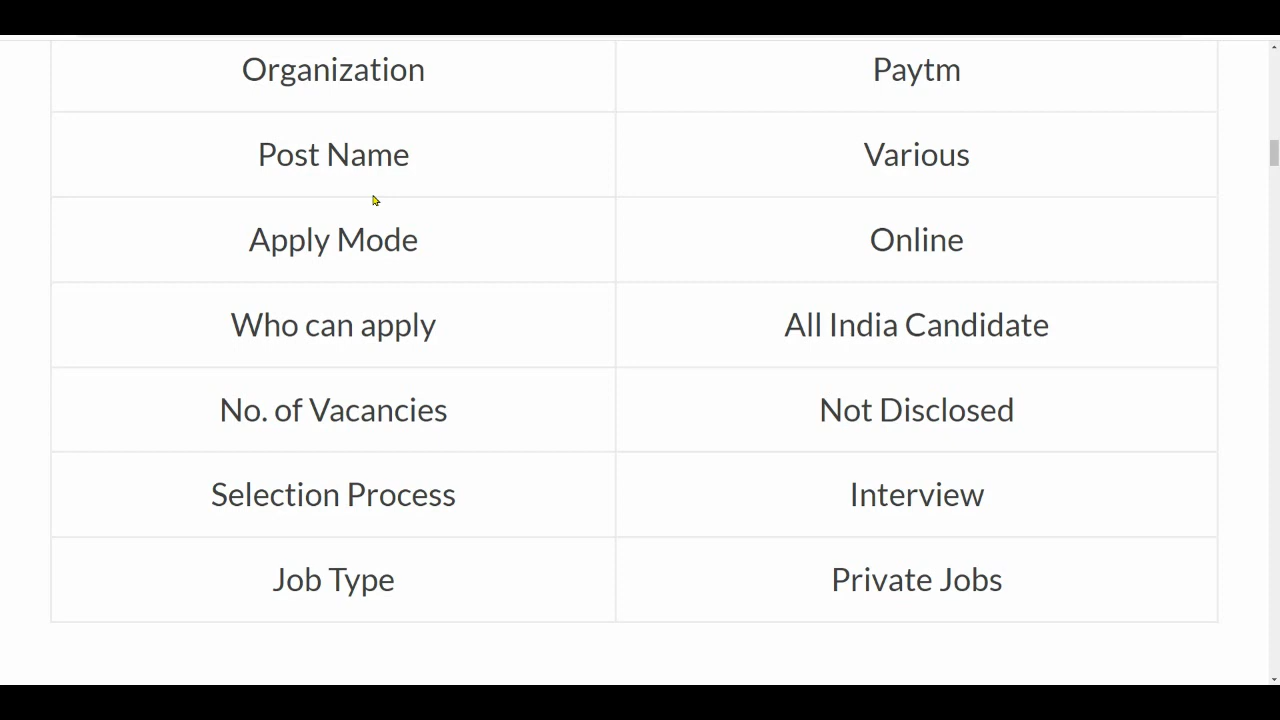 Organization Paytm
Post Name Various
Apply Mode Online
Who can apply All India Candidate
No. of Vacancies Not Disclosed
Selection Process Interview
Job Type Private Jobs